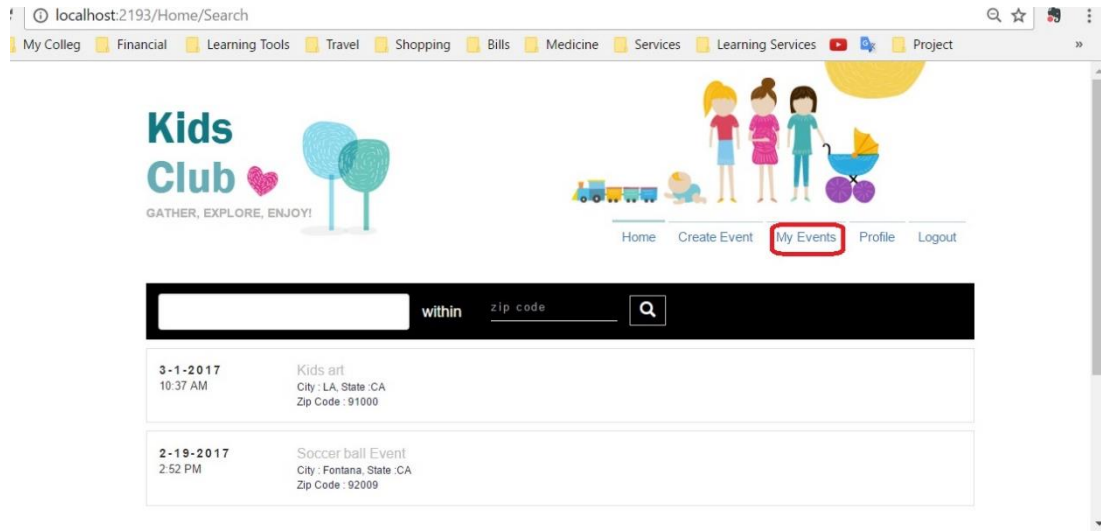 localhost:2193/Home/Search
My Colleg Financial Learning Tools Travel Shopping Bills Medicine Services Learning Services Project »
Kids
Club
GATHER, EXPLORE, ENJOY!
Home Create Event My Events Profile Logout
within zip code
3-1-2017 Kids art
10:37 AM City : LA, State :CA
Zip Code : 91000
2-19-2017 Soccer ball Event
2:52 PM City : Fontana, State :CA
Zip Code : 92009